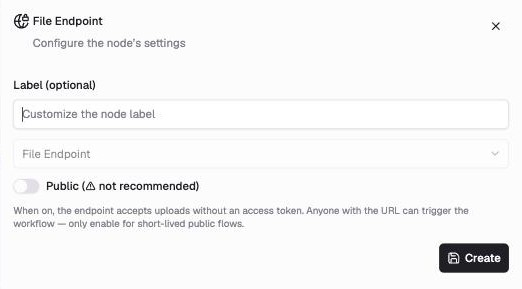 File Endpoint
Configure the node's settings
Label (optional)
Customize the node label
File Endpoint
Public (⚠ not recommended)
When on, the endpoint accepts uploads without an access token. Anyone with the URL can trigger the
workflow — only enable for short-lived public flows.
Create